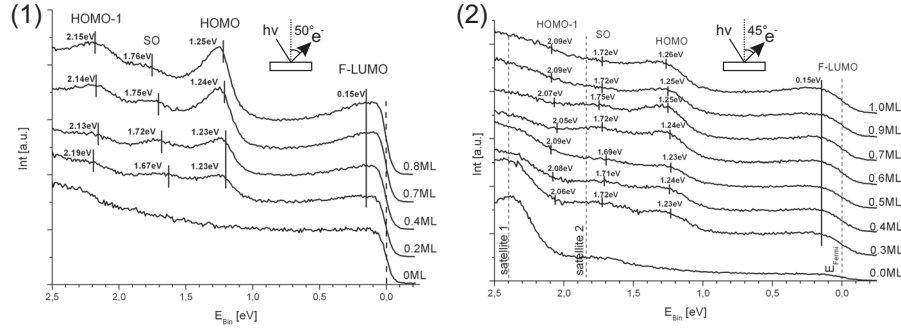 (1)
HOMO-1
2.15eV
SO
1.76eV
HOMO
1.25eV
hν
50°
e-
F-LUMO
0.15eV
2.14eV
1.75eV
1.24eV
2.13eV
1.72eV
1.23eV
2.19eV
1.67eV
1.23eV
0.8ML
0.7ML
0.4ML
0.2ML
0ML
Int [a.u.]
2,5 2,0 1,5 1,0 0,5 0,0
E Bin [eV]
(2)
HOMO-1
2.09eV
SO
1.72eV
HOMO
1.26eV
hν
45°
e-
F-LUMO
0.15eV
2.09eV
1.72eV
1.25eV
2.07eV
1.75eV
1.25eV
2.05eV
1.72eV
1.24eV
2.09eV
1.69eV
1.23eV
2.08eV
1.71eV
1.24eV
2.06eV
1.72eV
1.23eV
1.0ML
0.9ML
0.7ML
0.6ML
0.5ML
0.4ML
0.3ML
0.0ML
satellite 1
satellite 2
E Fermi
Int [a.u.]
2,5 2,0 1,5 1,0 0,5 0,0
E Bin [eV]